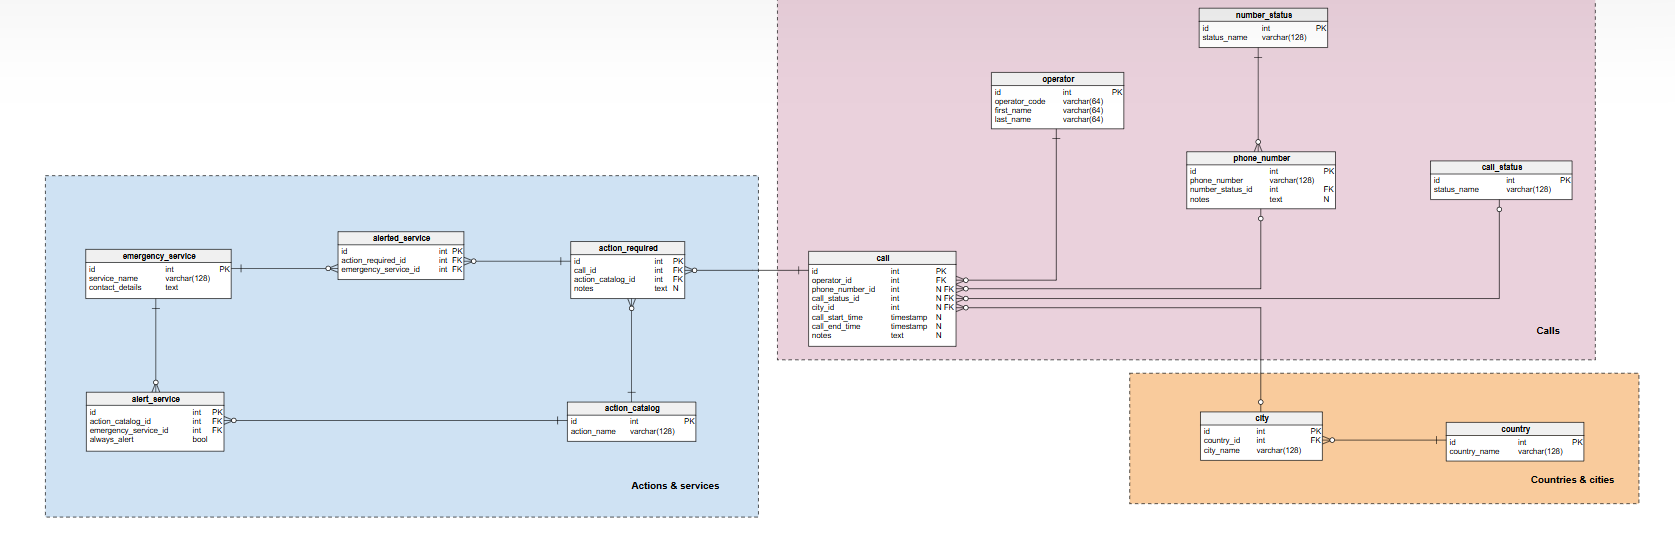 number_status
id int PK
status_name varchar(128)
operator
id int PK
operator_code varchar(64)
first_name varchar(64)
last_name varchar(64)
phone_number
id int PK
phone_number varchar(128)
number_status_id int FK
notes text N
call_status
id int PK
status_name varchar(128)
call
id int PK
operator_id int FK
phone_number_id int N FK
call_status_id int N FK
city_id int N FK
call_start_time timestamp N
call_end_time timestamp N
notes text N
Calls
alerted_service
id int PK
action_required_id int FK
emergency_service_id int FK
action_required
id int PK
call_id int FK
action_catalog_id int FK
notes text N
emergency_service
id int PK
service_name varchar(128)
contact_details text
alert_service
id int PK
action_catalog_id int FK
emergency_service_id int FK
always_alert bool
action_catalog
id int PK
action_name varchar(128)
Actions & services
city
id int PK
country_id int FK
city_name varchar(128)
country
id int PK
country_name varchar(128)
Countries & cities